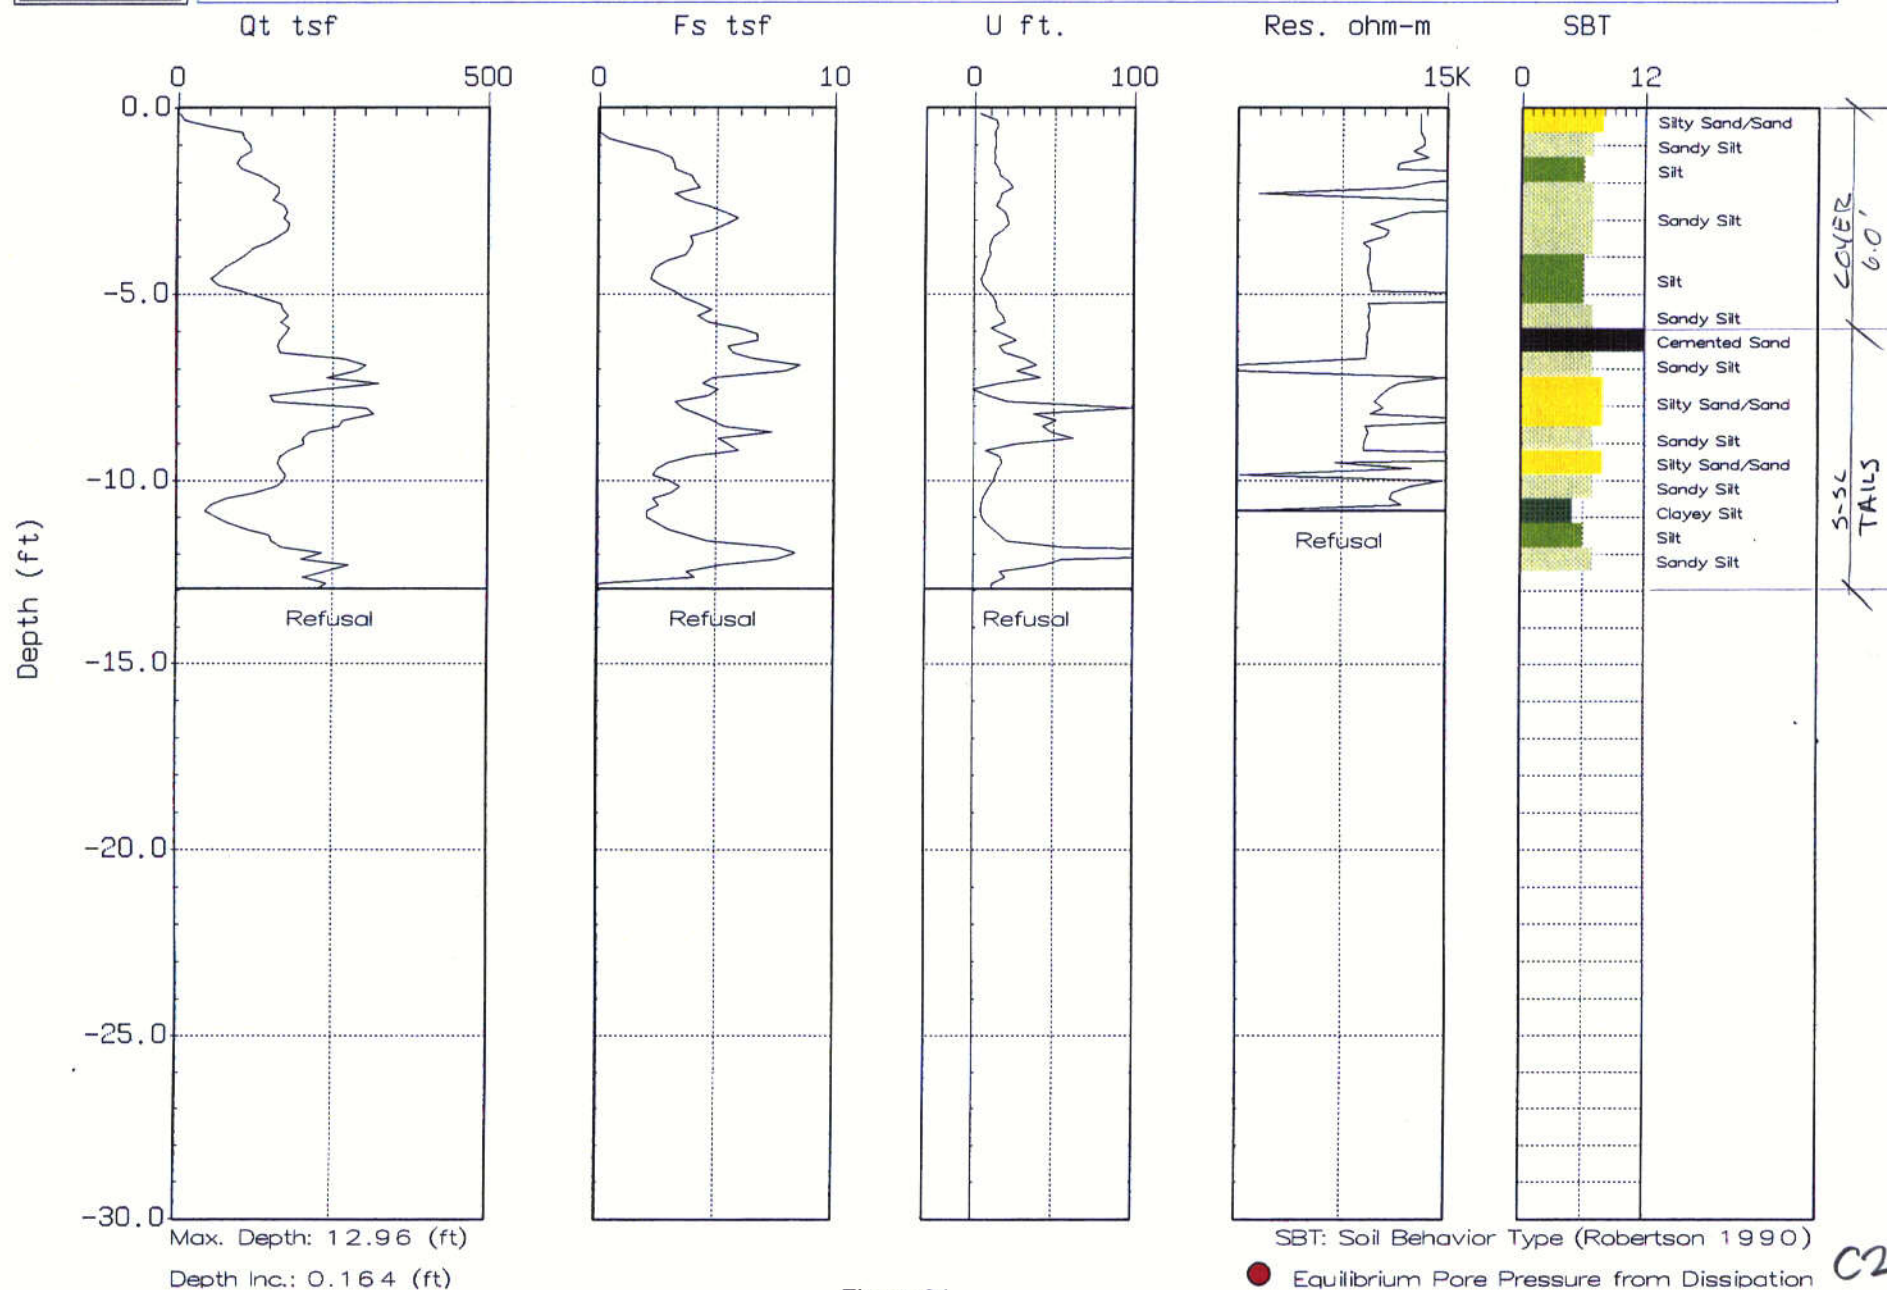 Qt tsf Fs tsf U ft. Res. ohm-m SBT
0 500 0 10 0 100 15K 0 12
0.0
Silty Sand/Sand
Sandy Silt
Silt
Sandy Silt
COVER
6.0'
Silt
-5.0
Sandy Silt
Cemented Sand
Sandy Silt
Silty Sand/Sand
Sandy Silt
Silty Sand/Sand
-10.0
Sandy Silt
S-SL
TAILS
Clayey Silt
Silt
Refusal
Sandy Silt
Depth (ft)
Refusal Refusal Refusal
-15.0
-20.0
-25.0
-30.0
Max. Depth: 12.96 (ft)
SBT: Soil Behavior Type (Robertson 1990)
Depth Inc.: 0.164 (ft)
Equilibrium Pore Pressure from Dissipation
C2